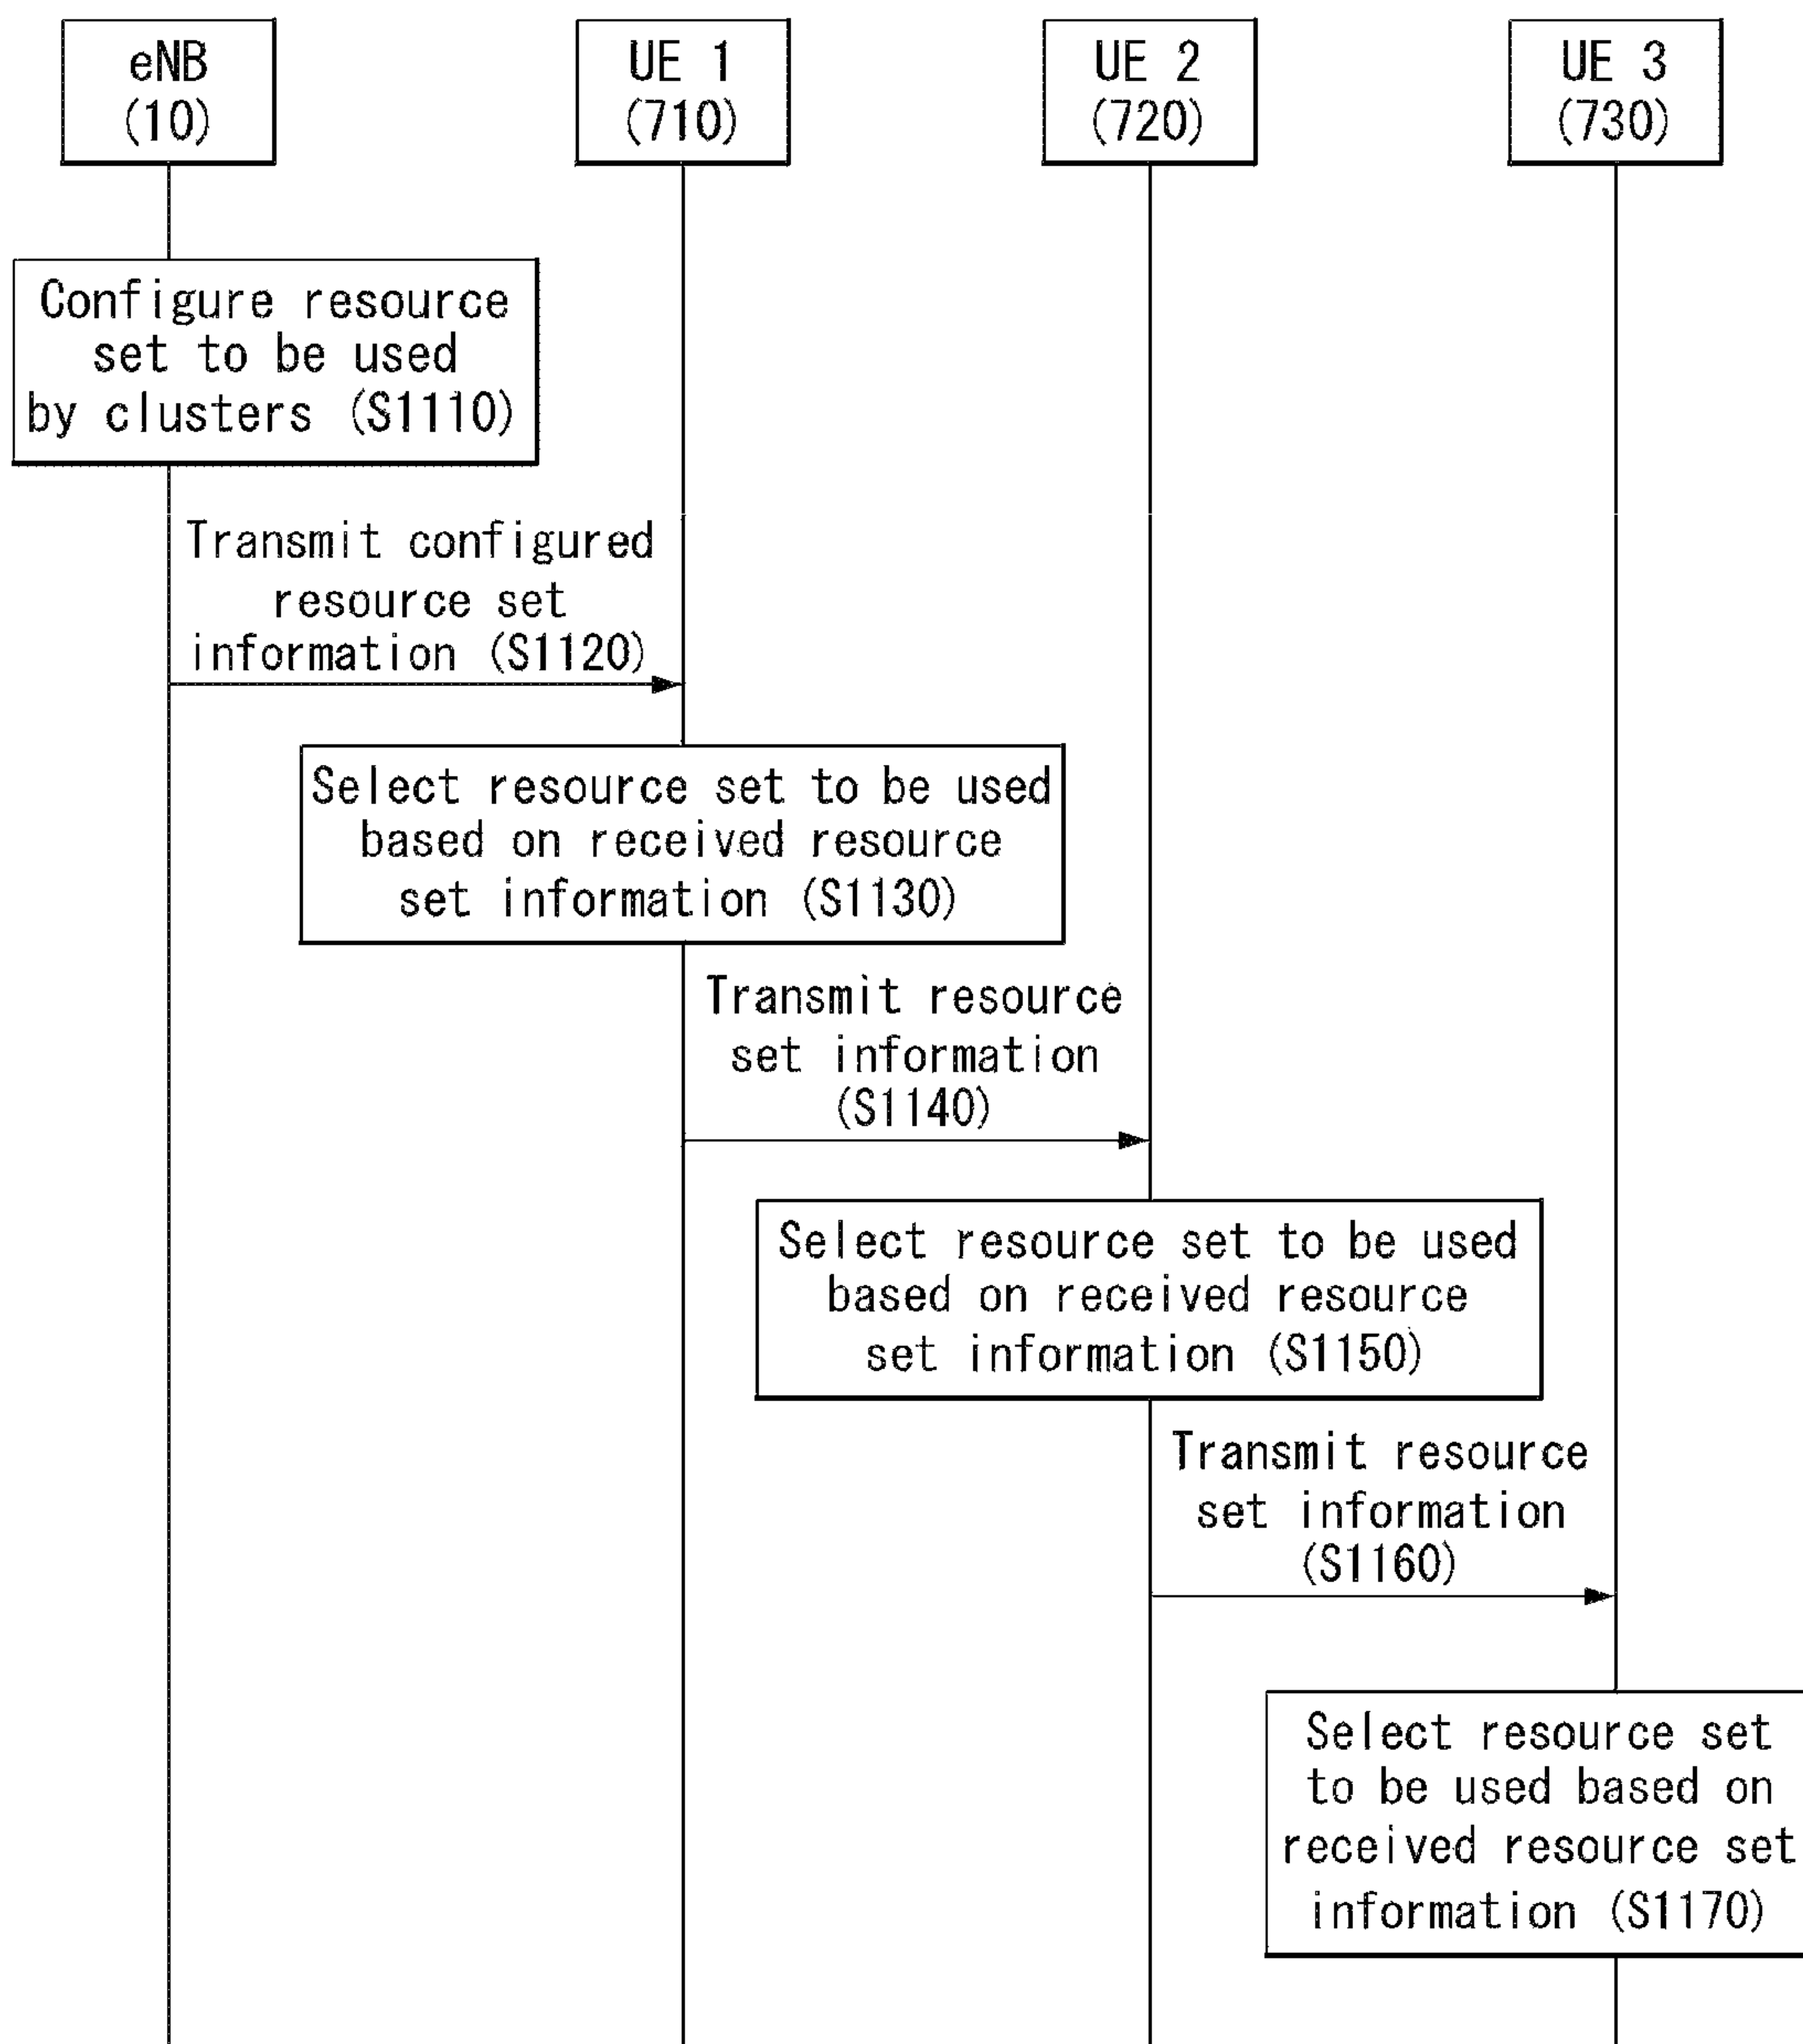 eNB
(10)
UE 1
(710)
UE 2
(720)
UE 3
(730)
Configure resource
set to be used
by clusters (S1110)
Transmit configured
resource set
information (S1120)
Select resource set to be used
based on received resource
set information (S1130)
Transmit resource
set information
(S1140)
Select resource set to be used
based on received resource
set information (S1150)
Transmit resource
set information
(S1160)
Select resource set
to be used based on
received resource set
information (S1170)